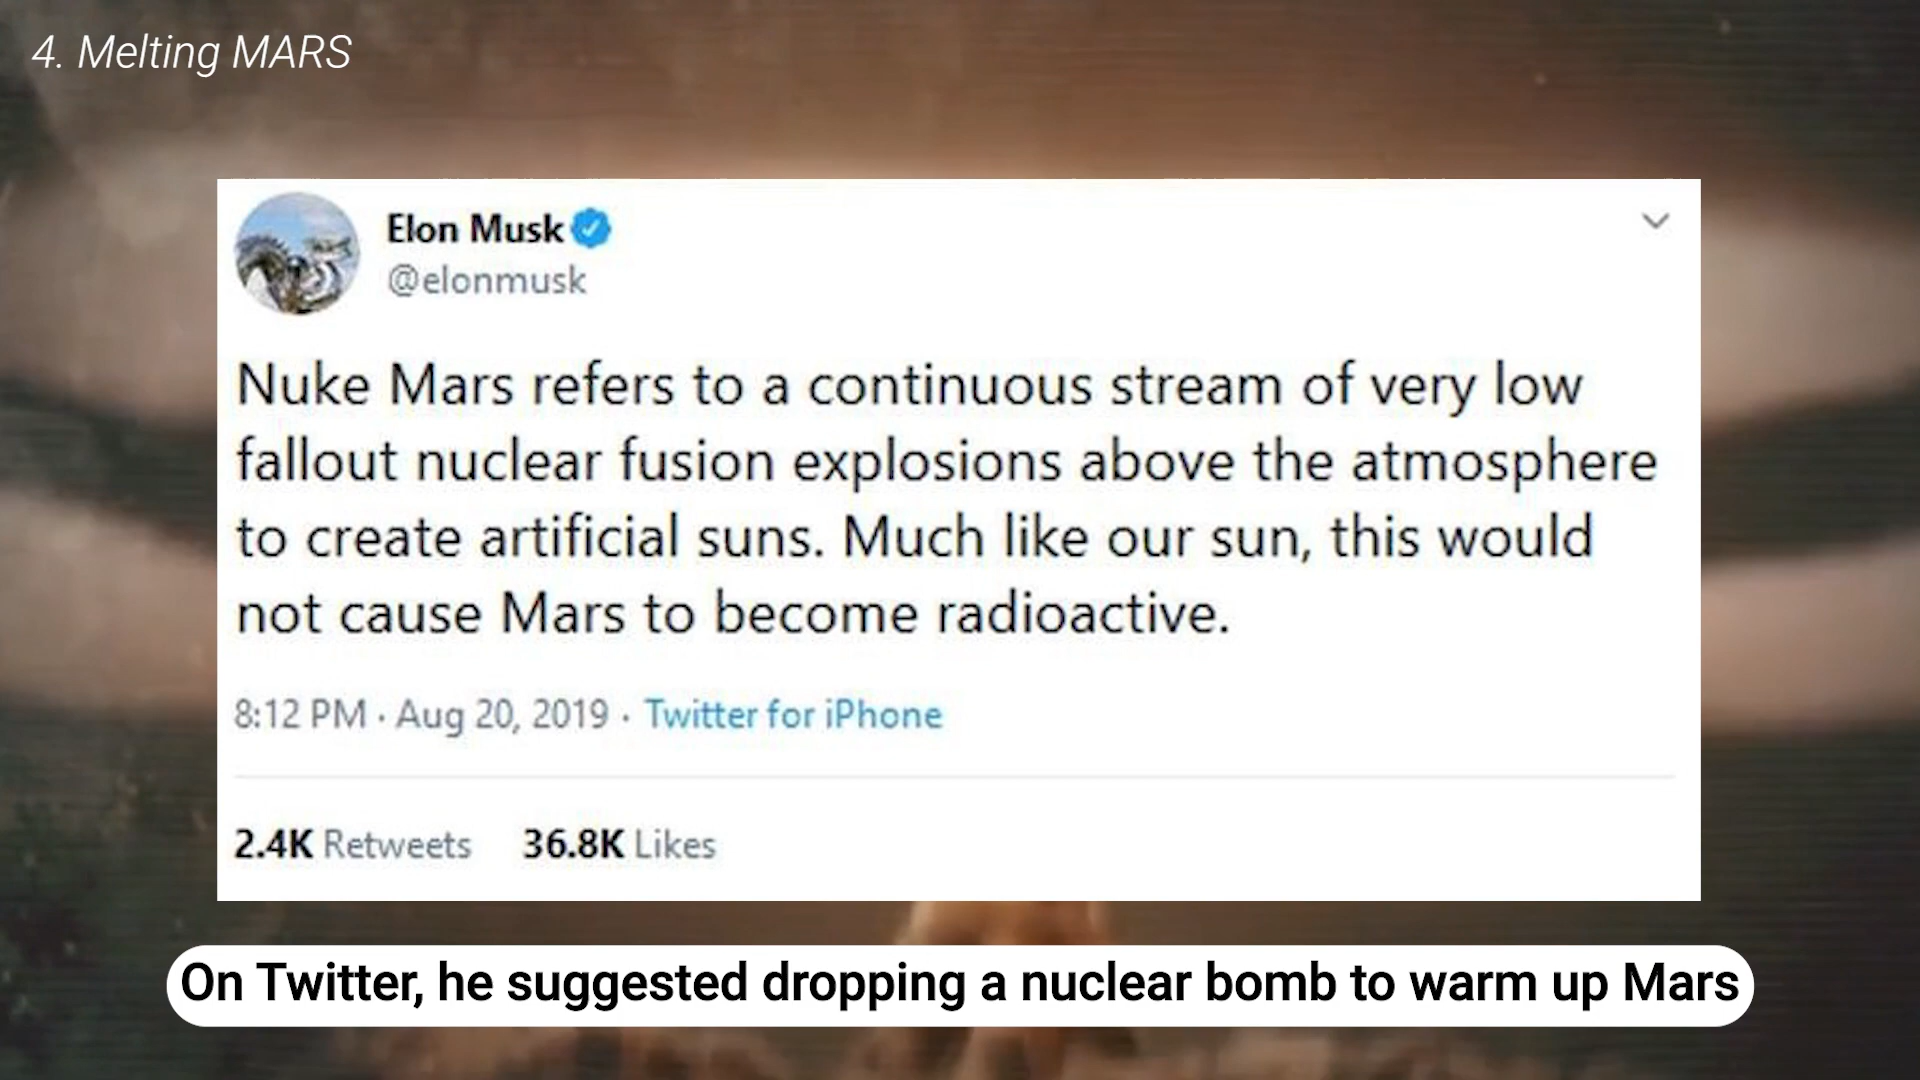 4. Melting MARS
Elon Musk
@elonmusk
Nuke Mars refers to a continuous stream of very low
fallout nuclear fusion explosions above the atmosphere
to create artificial suns. Much like our sun, this would
not cause Mars to become radioactive.
8:12 PM · Aug 20, 2019 · Twitter for iPhone
2.4K Retweets 36.8K Likes
On Twitter, he suggested dropping a nuclear bomb to warm up Mars